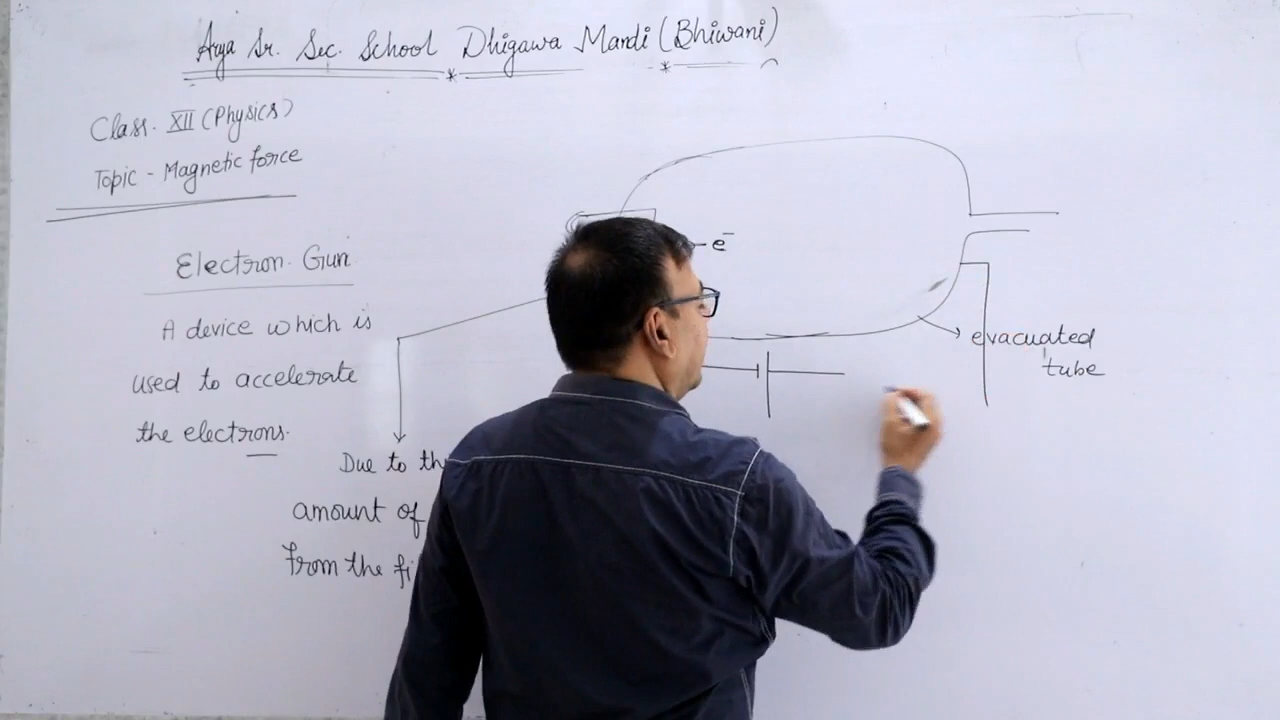 Arya Sr. Sec. School Dhigawa Mandi (Bhiwani)
Class. XII (Physics)
Topic - Magnetic force
Electron Gun
A device which is
used to accelerate
the electrons.
Due to th
amount of
from the fi
e⁻
evacuated
tube